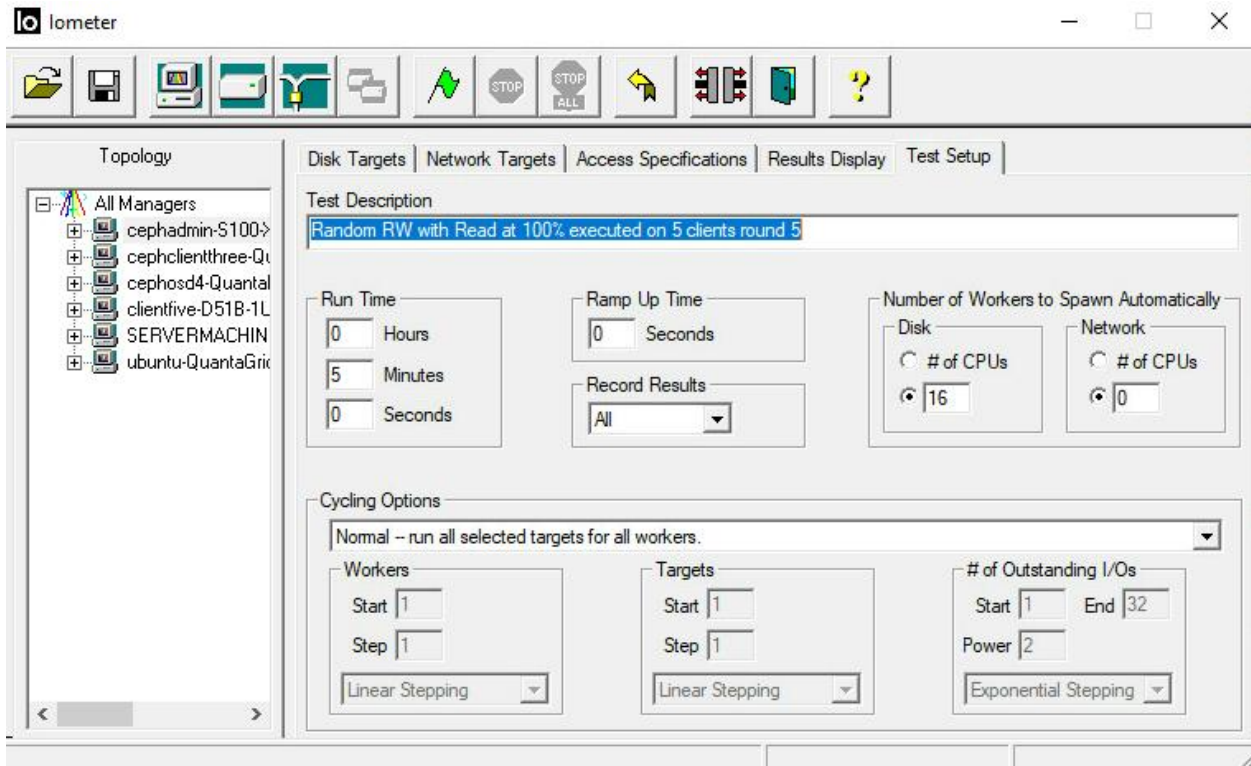 Iometer
STOP
STOP
ALL
Topology
All Managers
cephadmin-S100-
cephclientthree-Q
cephosd4-Quantal
clientfive-D51B-1L
SERVERMACHIN
ubuntu-QuantaGri
Disk Targets Network Targets Access Specifications Results Display Test Setup
Test Description
Random RW with Read at 100% executed on 5 clients round 5
Run Time
0 Hours
5 Minutes
0 Seconds
Ramp Up Time
0 Seconds
Record Results
All
Number of Workers to Spawn Automatically
Disk
# of CPUs
16
Network
# of CPUs
0
Cycling Options
Normal -- run all selected targets for all workers.
Workers
Start 1
Step 1
Linear Stepping
Targets
Start 1
Step 1
Linear Stepping
# of Outstanding I/Os
Start 1 End 32
Power 2
Exponential Stepping